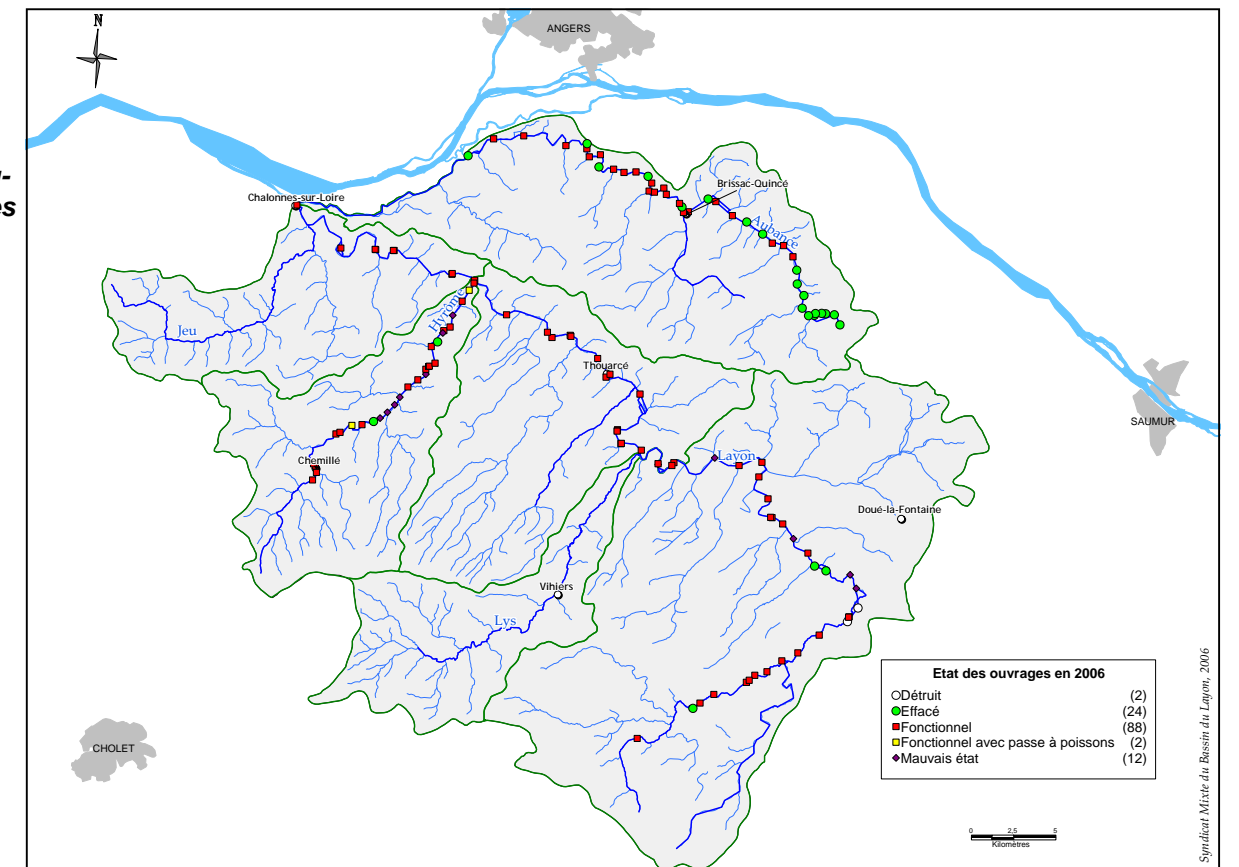 N
ANGERS
-
es
Brissac-Quincé
Chalonnes-sur-Loire
Aubance
Hyrôme
Jeu
Thouarcé
SAUMUR
Layon
Chemillé
Doué-la-Fontaine
Vihiers
Lys
CHOLET
Etat des ouvrages en 2006
Détruit (2)
Effacé (24)
Fonctionnel (88)
Fonctionnel avec passe à poissons (2)
Mauvais état (12)
0 2,5 5
Kilomètres
Syndicat Mixte du Bassin du Layon, 2006